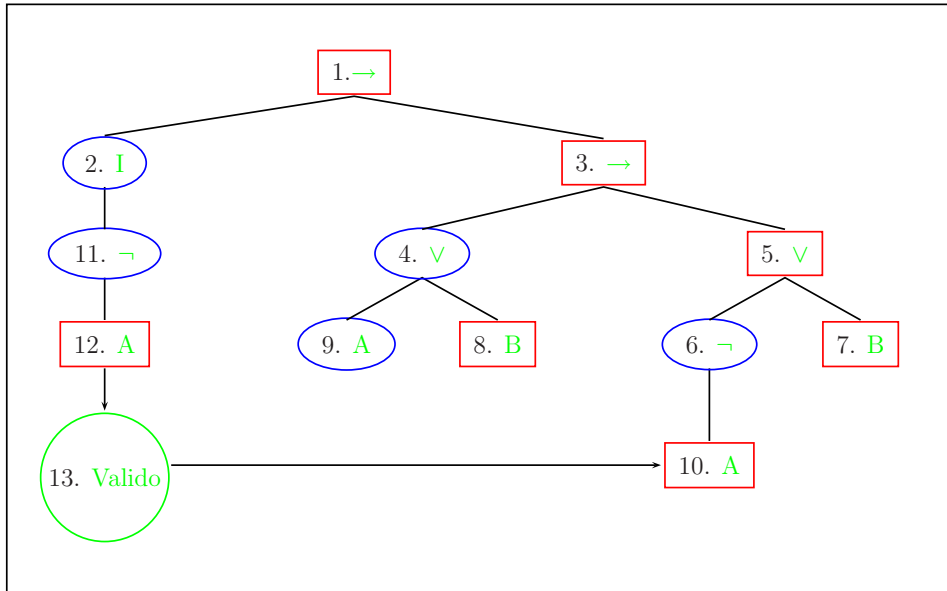 1.→
2. I
3. →
11. ¬
4. ∨
5. ∨
12. A
9. A
8. B
6. ¬
7. B
13. Valido
10. A